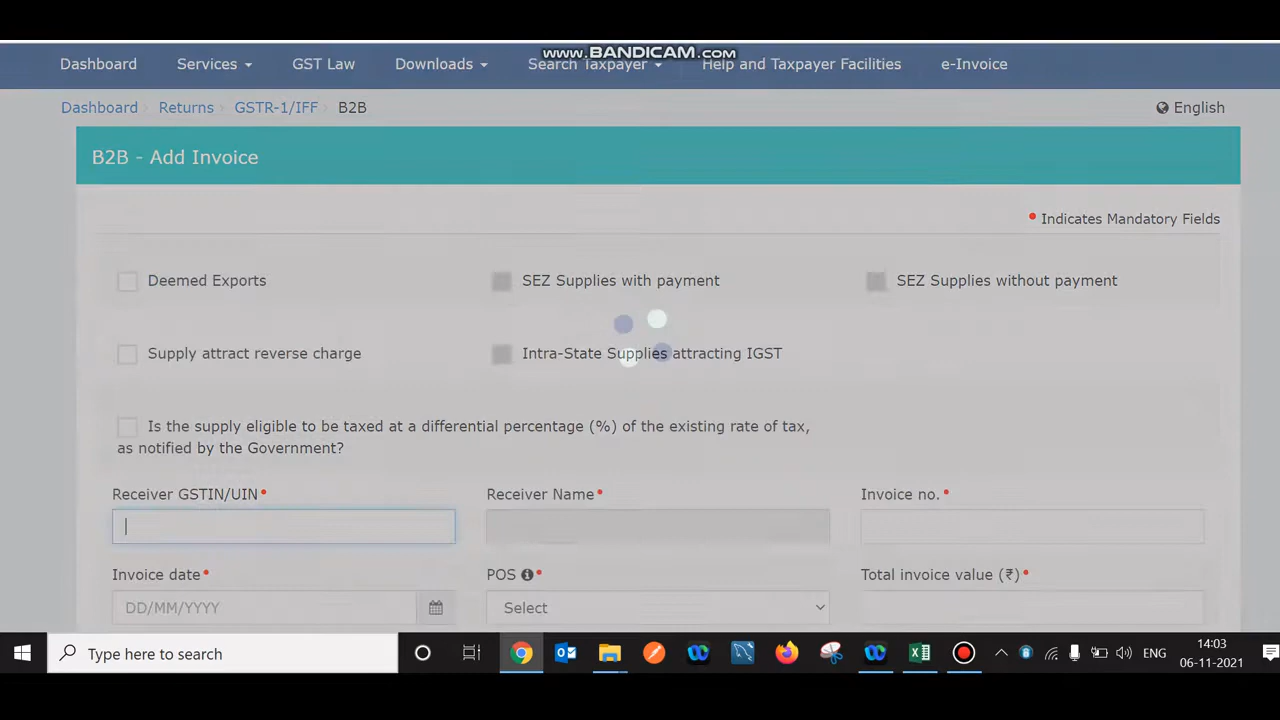 www.BANDICAM.com
Dashboard Services GST Law Downloads Search Taxpayer Help and Taxpayer Facilities e-Invoice
Dashboard Returns GSTR-1/IFF B2B English
B2B - Add Invoice
• Indicates Mandatory Fields
Deemed Exports SEZ Supplies with payment SEZ Supplies without payment
Supply attract reverse charge Intra-State Supplies attracting IGST
Is the supply eligible to be taxed at a differential percentage (%) of the existing rate of tax,
as notified by the Government?
Receiver GSTIN/UIN• Receiver Name• Invoice no.•
Invoice date• POS • Total invoice value (₹)•
DD/MM/YYYY Select
Type here to search ENG 14:03
06-11-2021